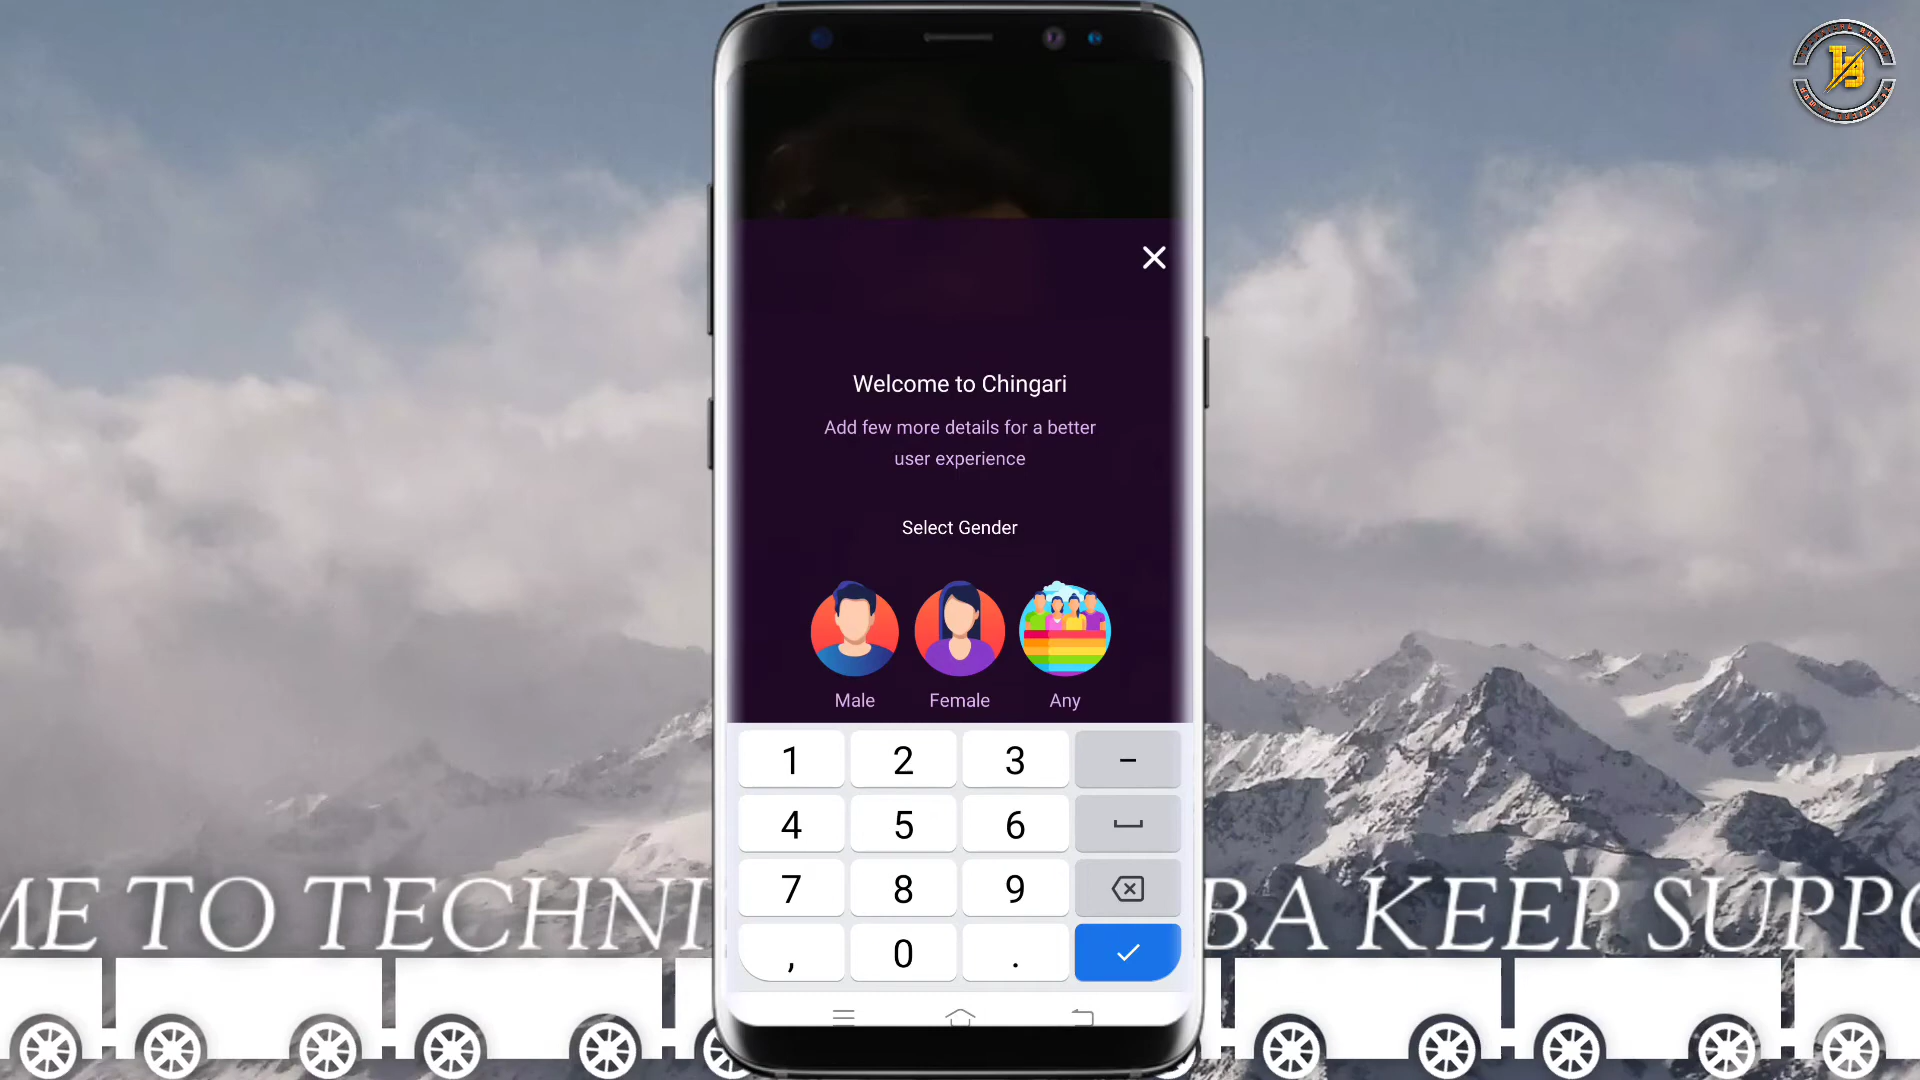 Welcome to Chingari
Add few more details for a better
user experience
Select Gender
Male Female Any
1 2 3 -
4 5 6
7 8 9
, 0 .
ME TO TECHNI BA KEEP SUPPO